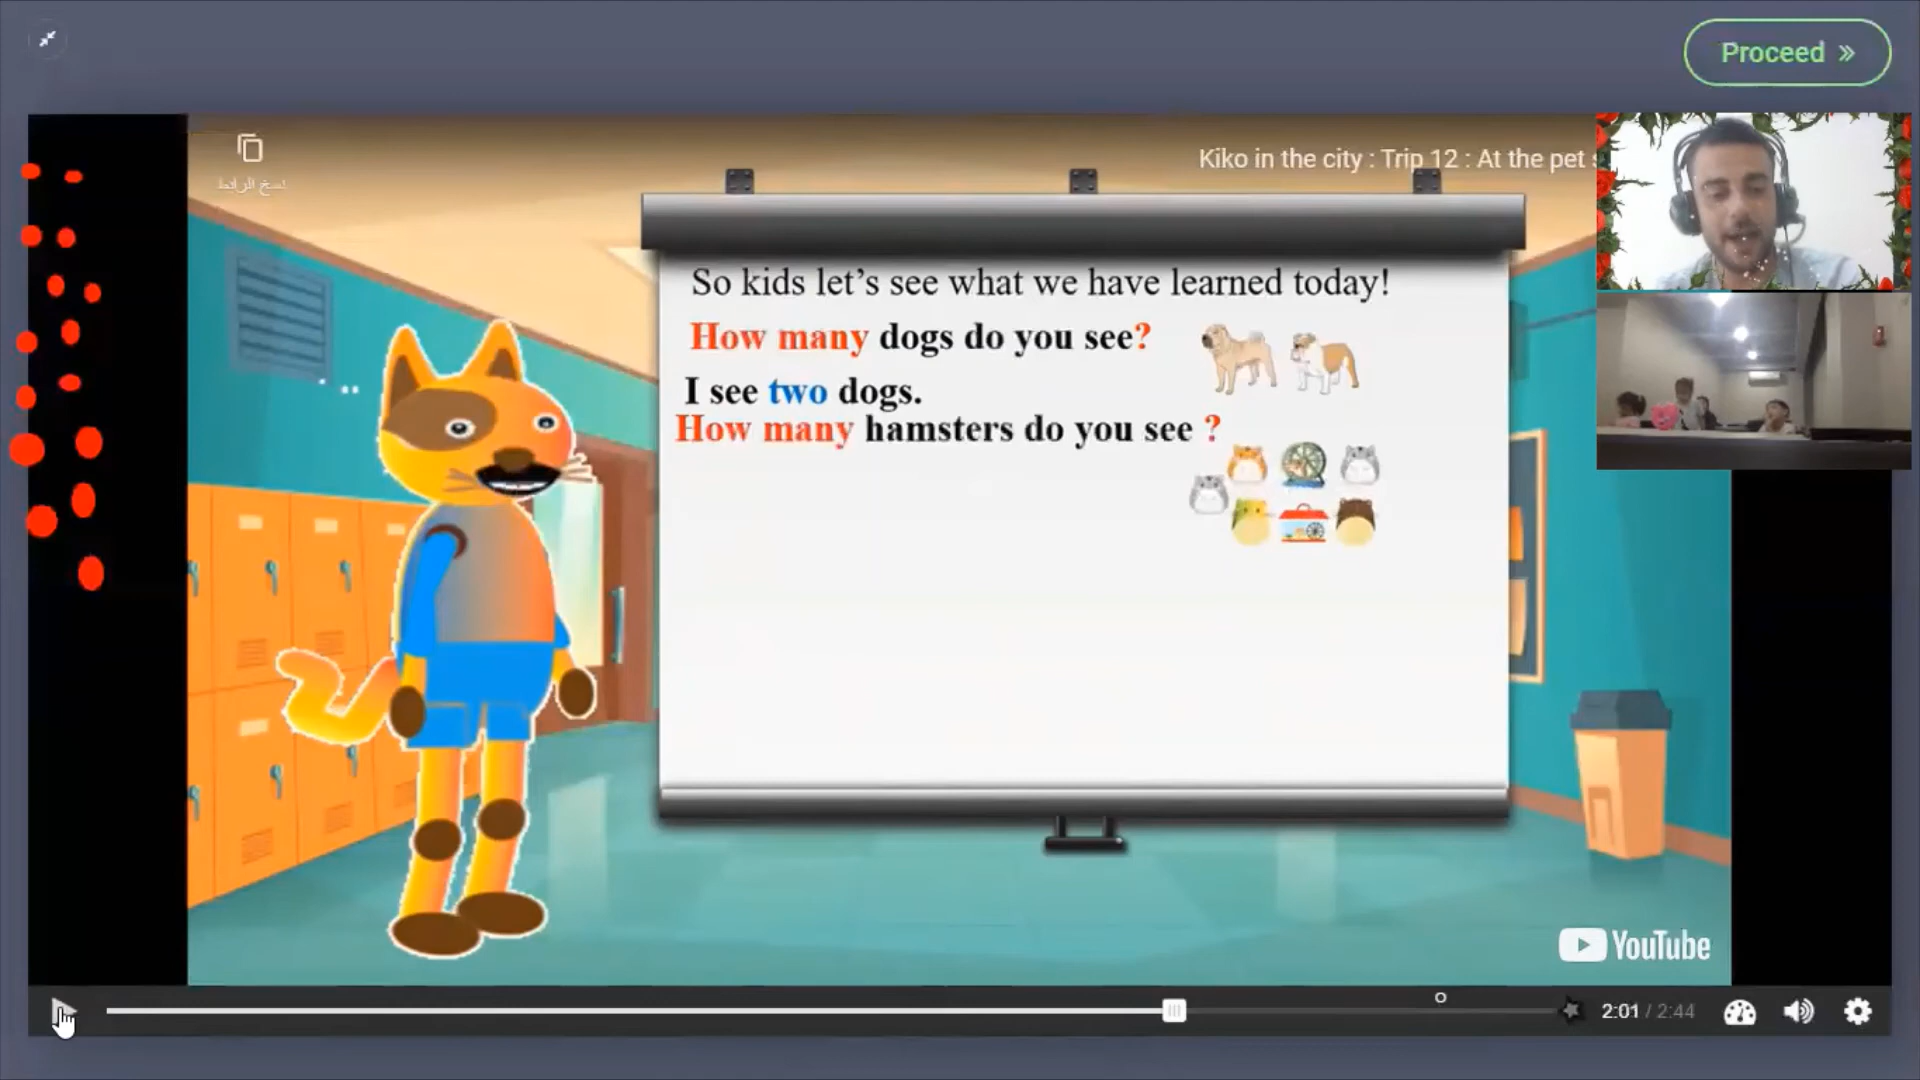 Proceed »
نسخ الرابط
Kiko in the city : Trip 12 : At the pet
So kids let's see what we have learned today!
How many dogs do you see?
I see two dogs.
How many hamsters do you see ?
YouTube
2:01 / 2:44